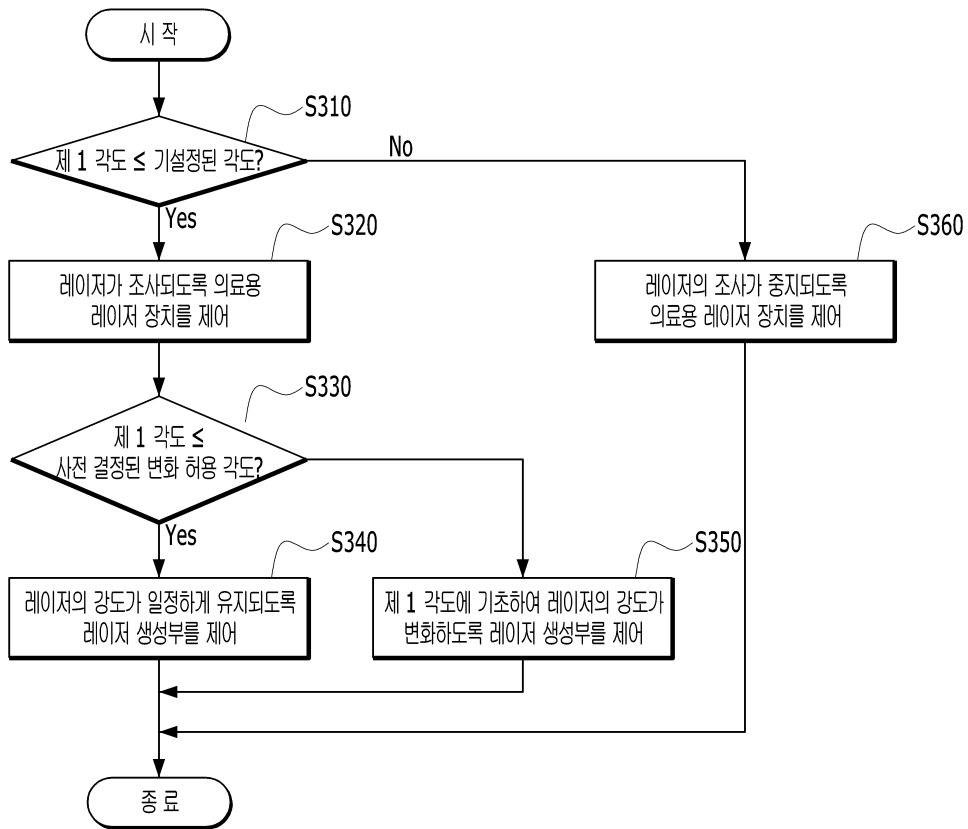 시 작
S310
제 1 각도 ≤ 기설정된 각도?
No
Yes
S320
레이저가 조사되도록 의료용
레이저 장치를 제어
S360
레이저의 조사가 중지되도록
의료용 레이저 장치를 제어
S330
제 1 각도 ≤
사전 결정된 변화 허용 각도?
Yes
S340
레이저의 강도가 일정하게 유지되도록
레이저 생성부를 제어
S350
제 1 각도에 기초하여 레이저의 강도가
변화하도록 레이저 생성부를 제어
종 료